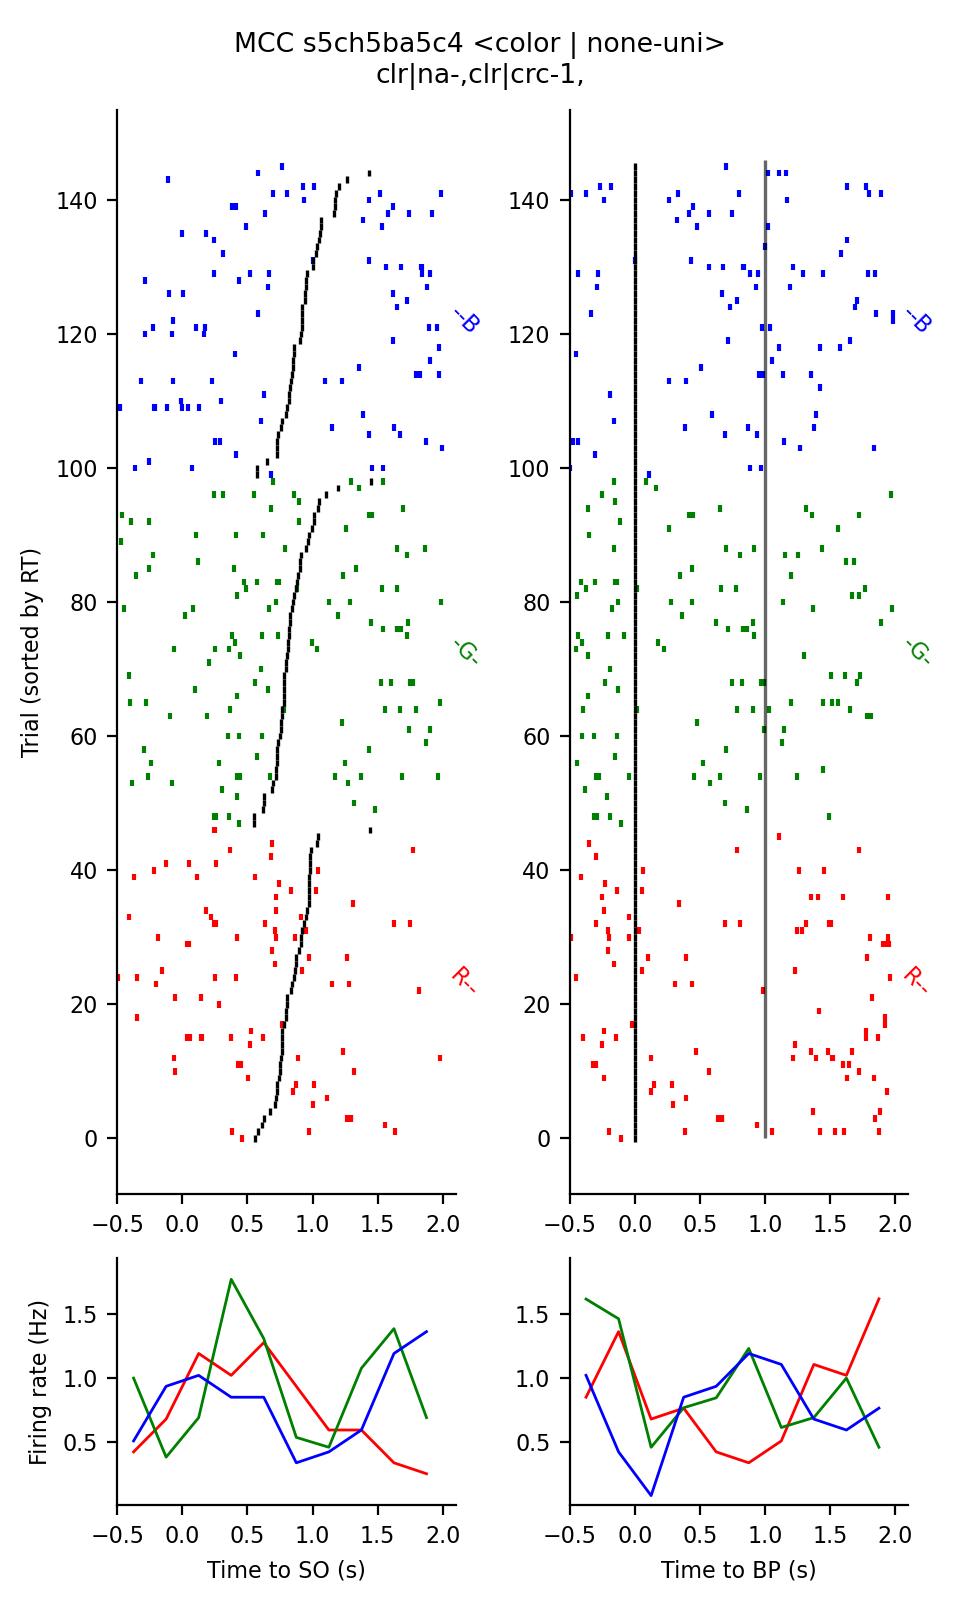 MCC s5ch5ba5c4 <color | none-uni>
clr|na-,clr|crc-1,
Trial (sorted by RT)
140
120
100
80
60
40
20
0
--B
-G-
R--
−0.5 0.0 0.5 1.0 1.5 2.0
140
120
100
80
60
40
20
0
--B
-G-
R--
−0.5 0.0 0.5 1.0 1.5 2.0
Firing rate (Hz)
1.5
1.0
0.5
−0.5 0.0 0.5 1.0 1.5 2.0
Time to SO (s)
1.5
1.0
0.5
−0.5 0.0 0.5 1.0 1.5 2.0
Time to BP (s)